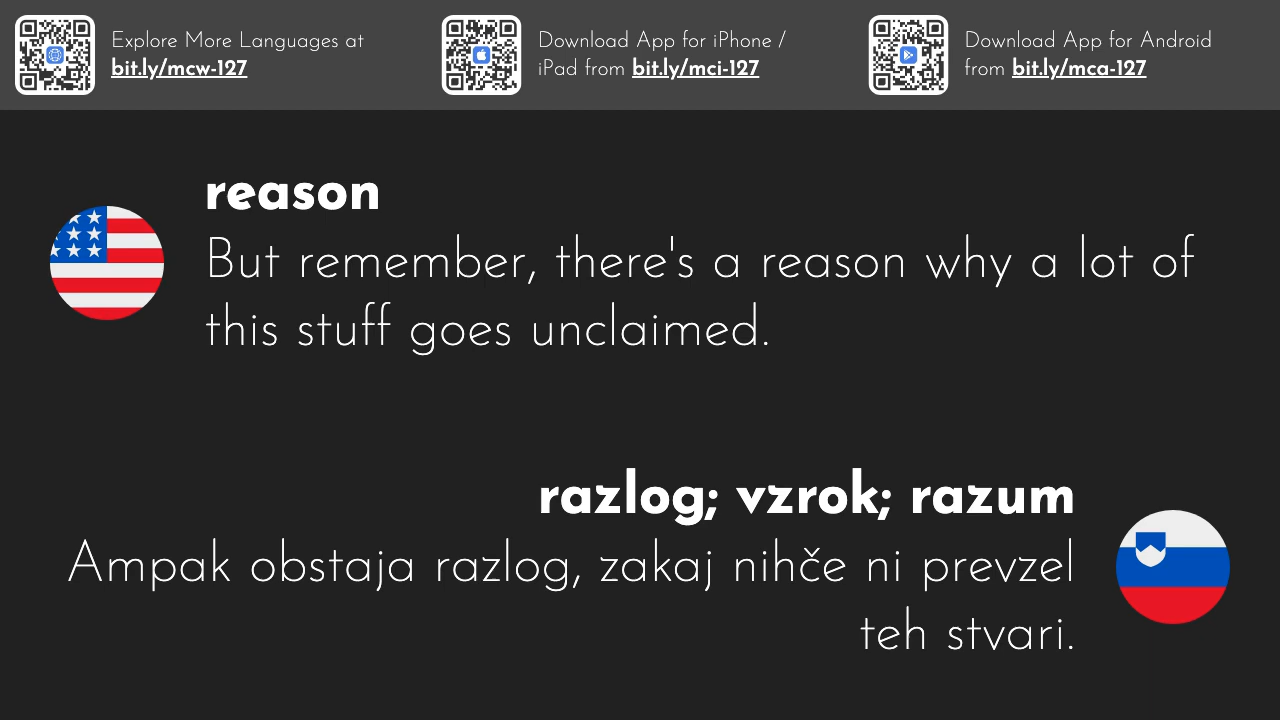 Explore More Languages at
bit.ly/mcw-127
Download App for iPhone /
iPad from bit.ly/mci-127
Download App for Android
from bit.ly/mca-127
reason
But remember, there's a reason why a lot of
this stuff goes unclaimed.
razlog; vzrok; razum
Ampak obstaja razlog, zakaj nihče ni prevzel
teh stvari.